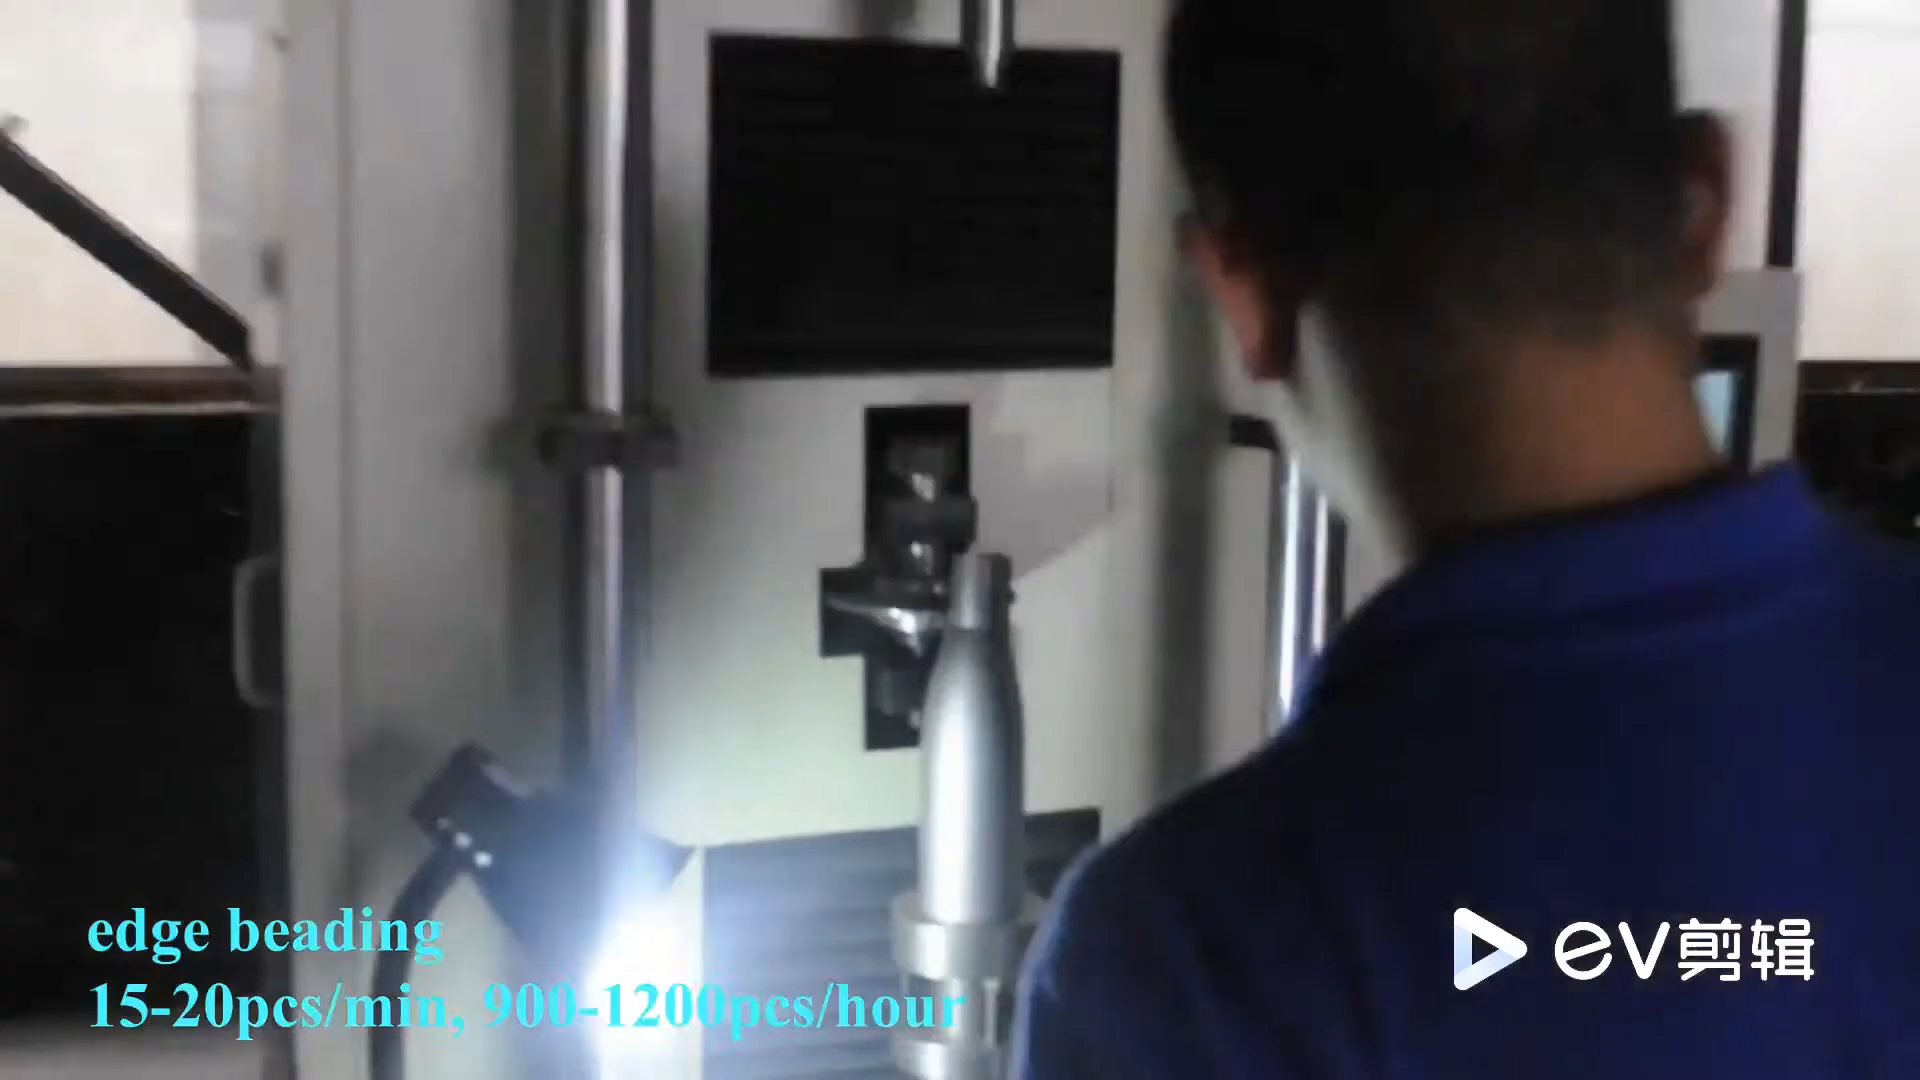 edge beading
15-20pcs/min, 900-1200pcs/hour
ev剪辑